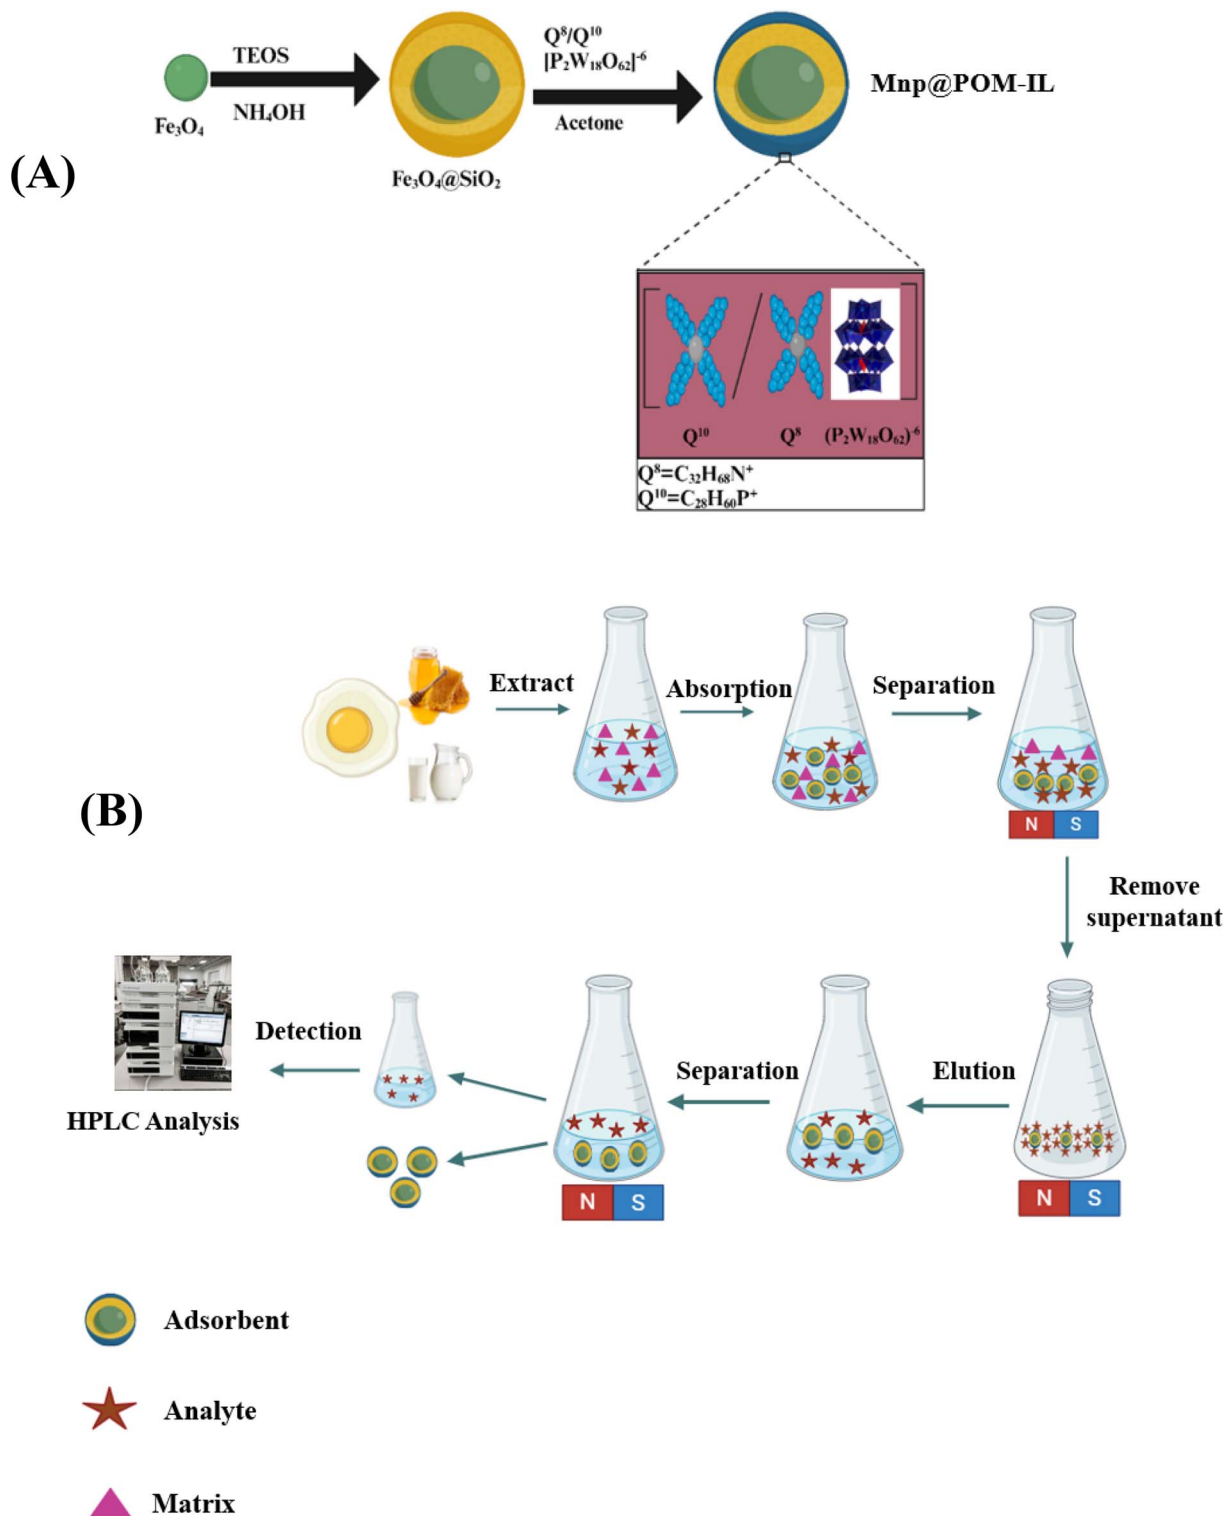 (A)
Fe₃O₄
TEOS
NH₄OH
Fe₃O₄@SiO₂
Q⁸/Q¹⁰
[P₂W₁₈O₆₂]⁻⁶
Acetone
Mnp@POM-IL
Q¹⁰
Q⁸
(P₂W₁₈O₆₂)⁻⁶
Q⁸=C₃₂H₆₈N⁺
Q¹⁰=C₂₈H₆₀P⁺
(B)
Extract
Absorption
Separation
N S
Remove
supernatant
N S
Elution
Separation
N S
Detection
HPLC Analysis
Adsorbent
Analyte
Matrix